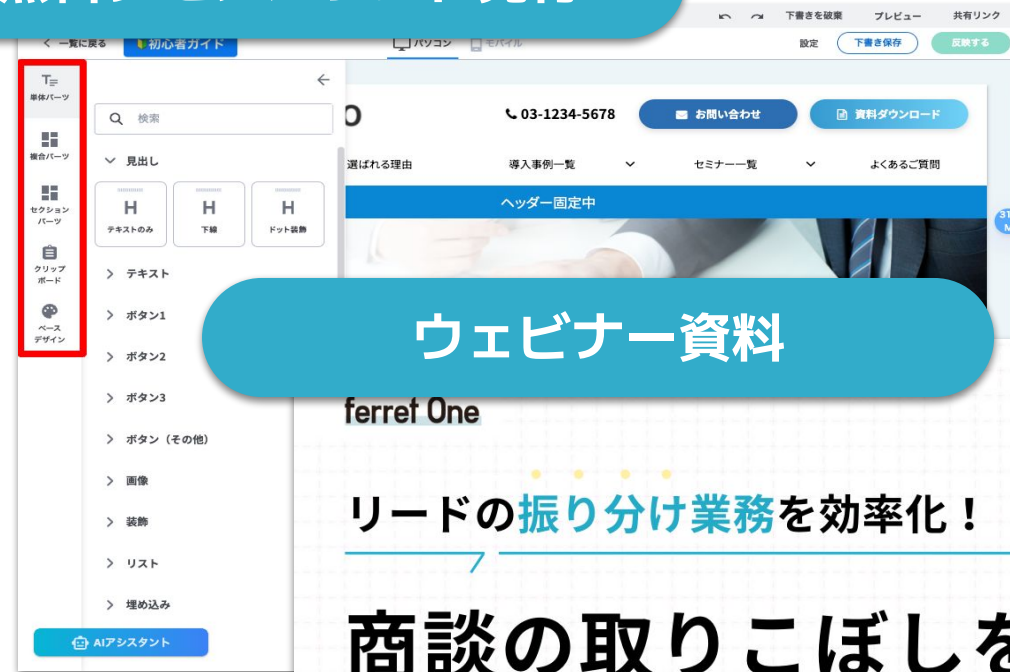 下書きを破棄
プレビュー
共有リンク
一覧に戻る
初心者ガイド
パソコン
モバイル
設定
下書き保存
反映する
単体パーツ
複合パーツ
セクション
パーツ
クリップ
ボード
ベース
デザイン
検索
見出し
H
テキストのみ
H
下線
H
ドット装飾
テキスト
ボタン1
ボタン2
ボタン3
ボタン（その他）
画像
装飾
リスト
埋め込み
AIアシスタント
03-1234-5678
お問い合わせ
資料ダウンロード
選ばれる理由
導入事例一覧
セミナー一覧
よくあるご質問
ヘッダー固定中
ウェビナー資料
ferret One
リードの振り分け業務を効率化！
商談の取りこぼしを